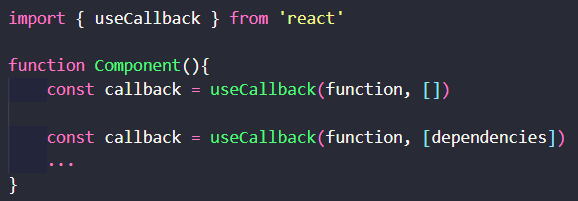 import { useCallback } from 'react'
function Component(){
const callback = useCallback(function, [])
const callback = useCallback(function, [dependencies])
...
}